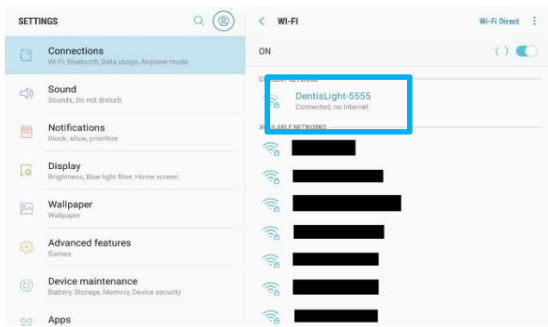 SETTINGS
Connections
Wi-Fi, Bluetooth, Data usage, Airplane mode
Sound
Sounds, Do not disturb
Notifications
Block, allow, prioritize
Display
Brightness, Blue light filter, Home screen
Wallpaper
Wallpaper
Advanced features
Games
Device maintenance
Battery, Storage, Memory, Device security
Apps
WI-FI
Wi-Fi Direct
ON
CURRENT NETWORK
DentisLight-5555
Connected, no Internet
AVAILABLE NETWORKS